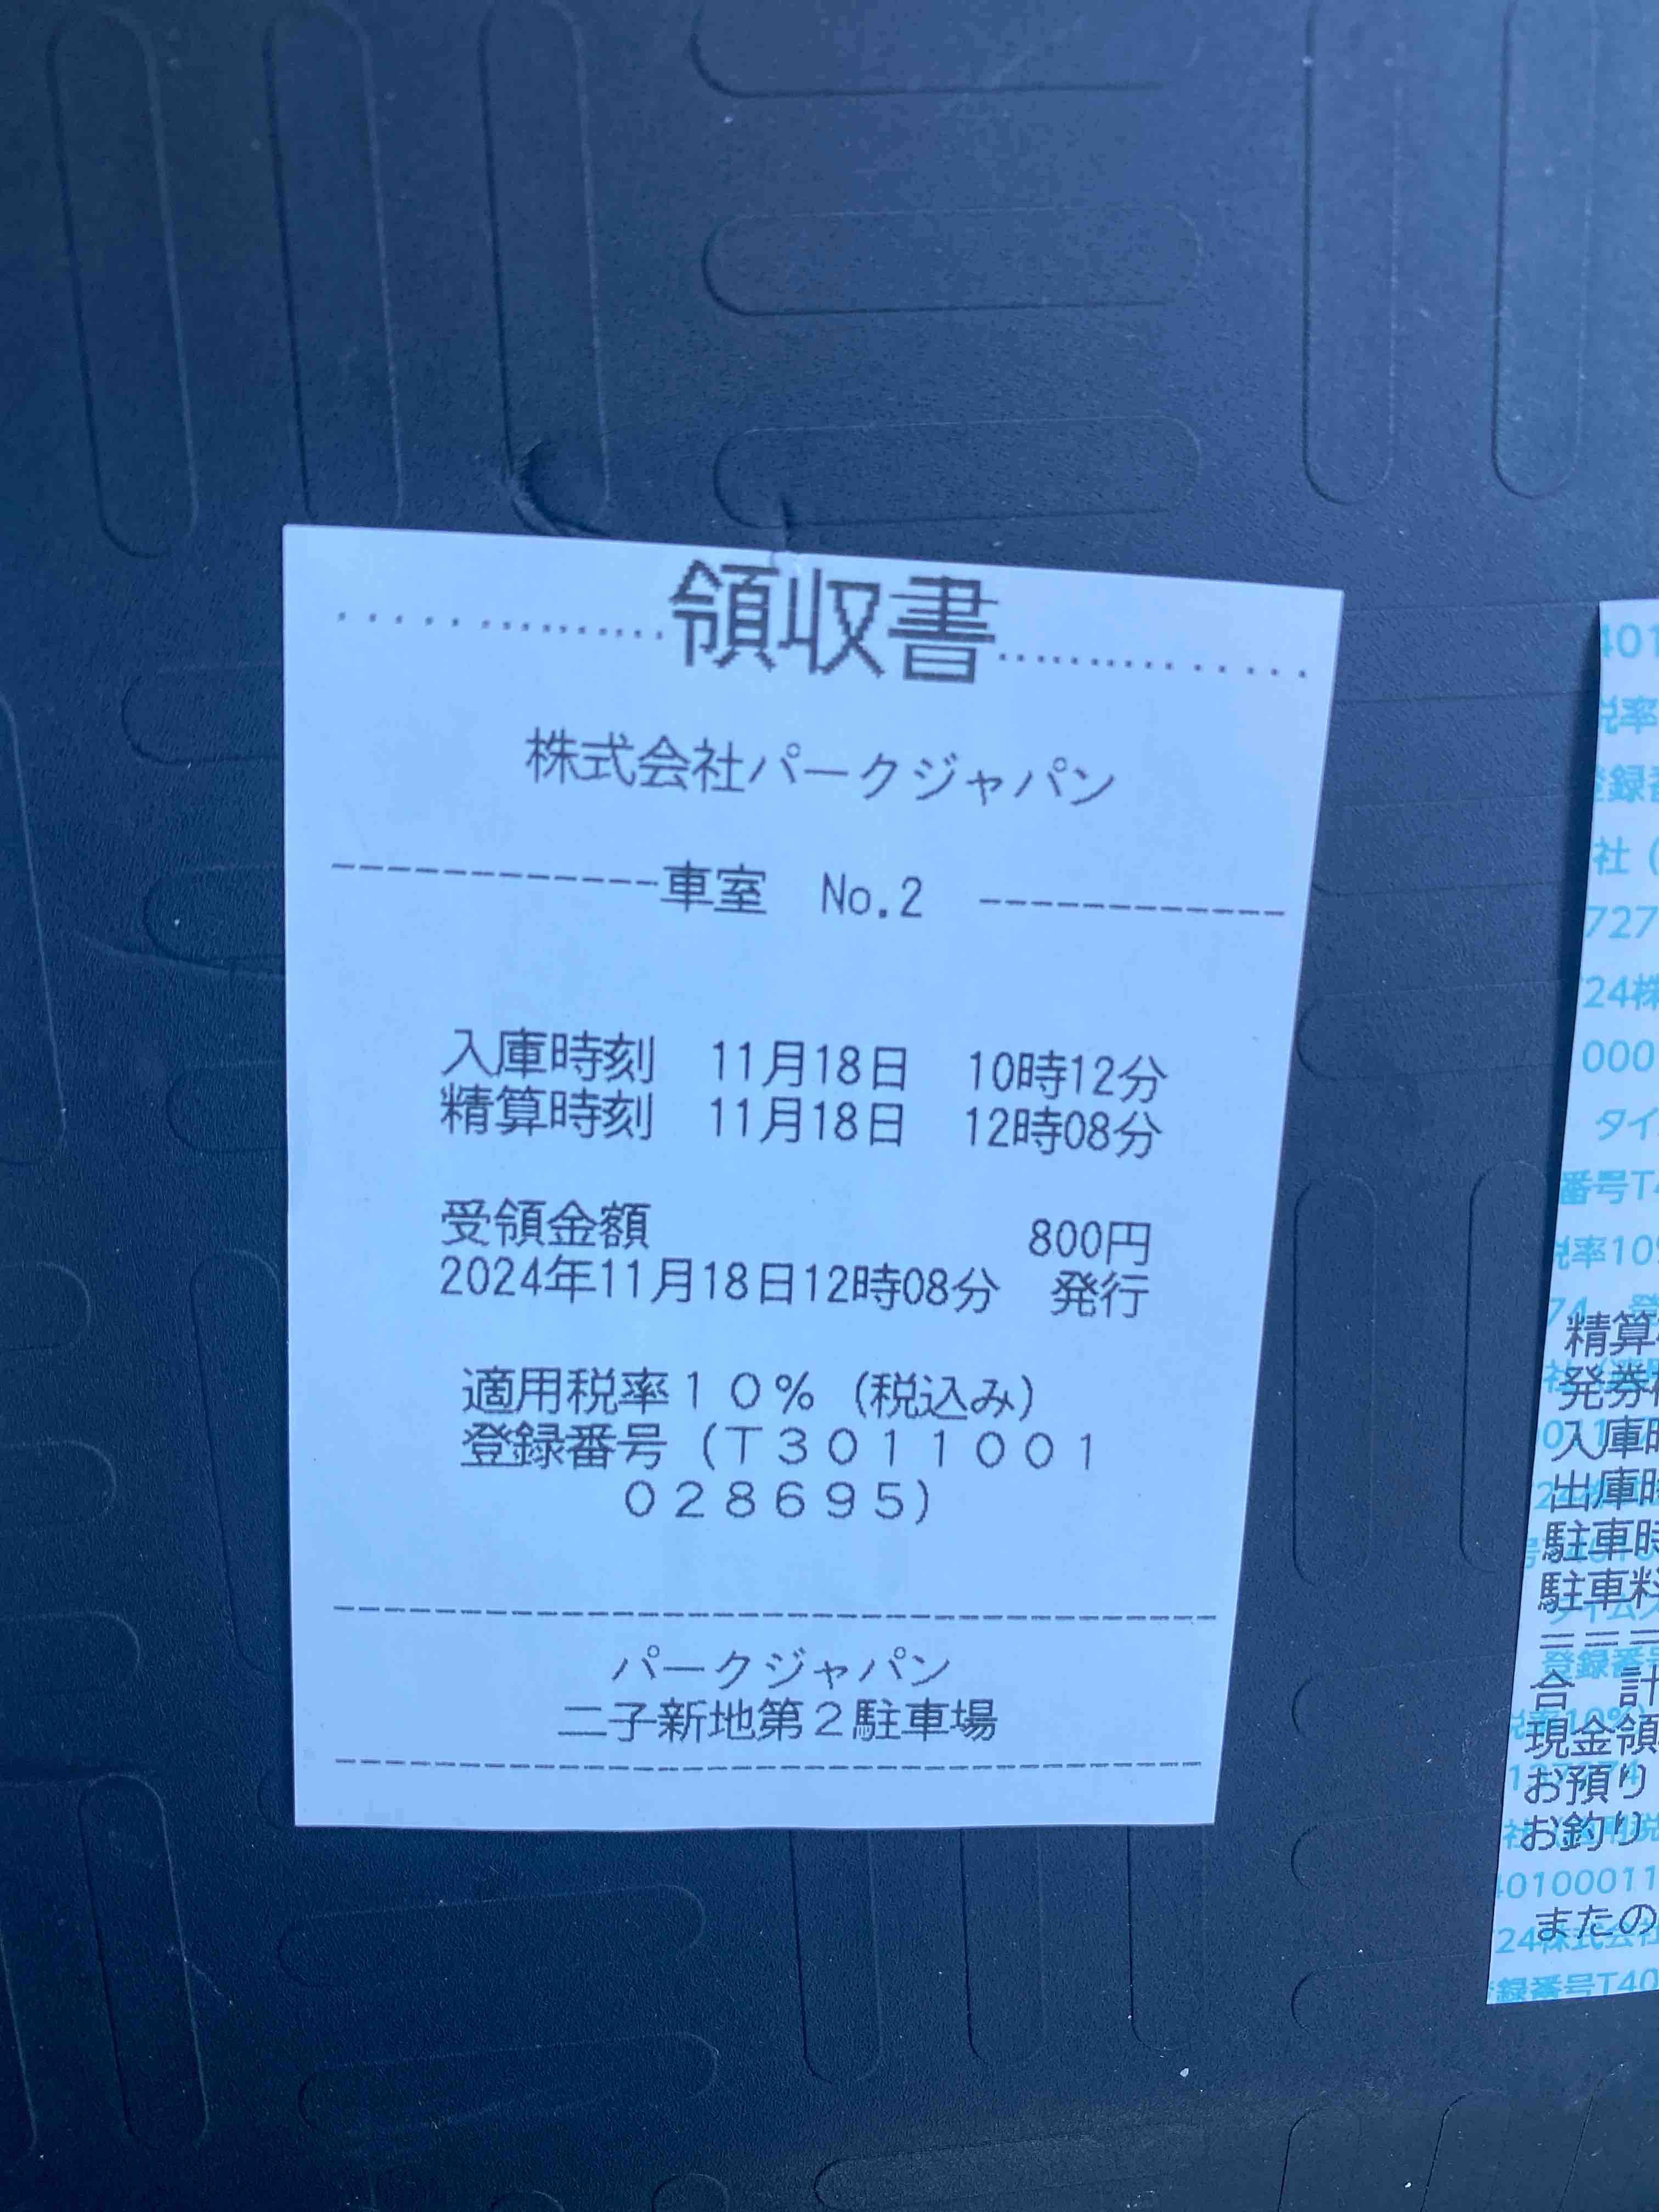 領収書
株式会社パークジャパン
車室 No.2
入庫時刻 11月18日 10時12分
精算時刻 11月18日 12時08分
受領金額 800円
2024年11月18日12時08分 発行
適用税率10%(税込み)
登録番号(T3011001
028695)
パークジャパン
二子新地第2駐車場
401
税率
登録番
社(
727
24株
000
タイ
番号T4
税率10%
精算
発券
入庫時
出庫時
駐車時
駐車料
合 計
現金領
お預り
お釣り
40100011
またの
24株式会社
登録番号T40